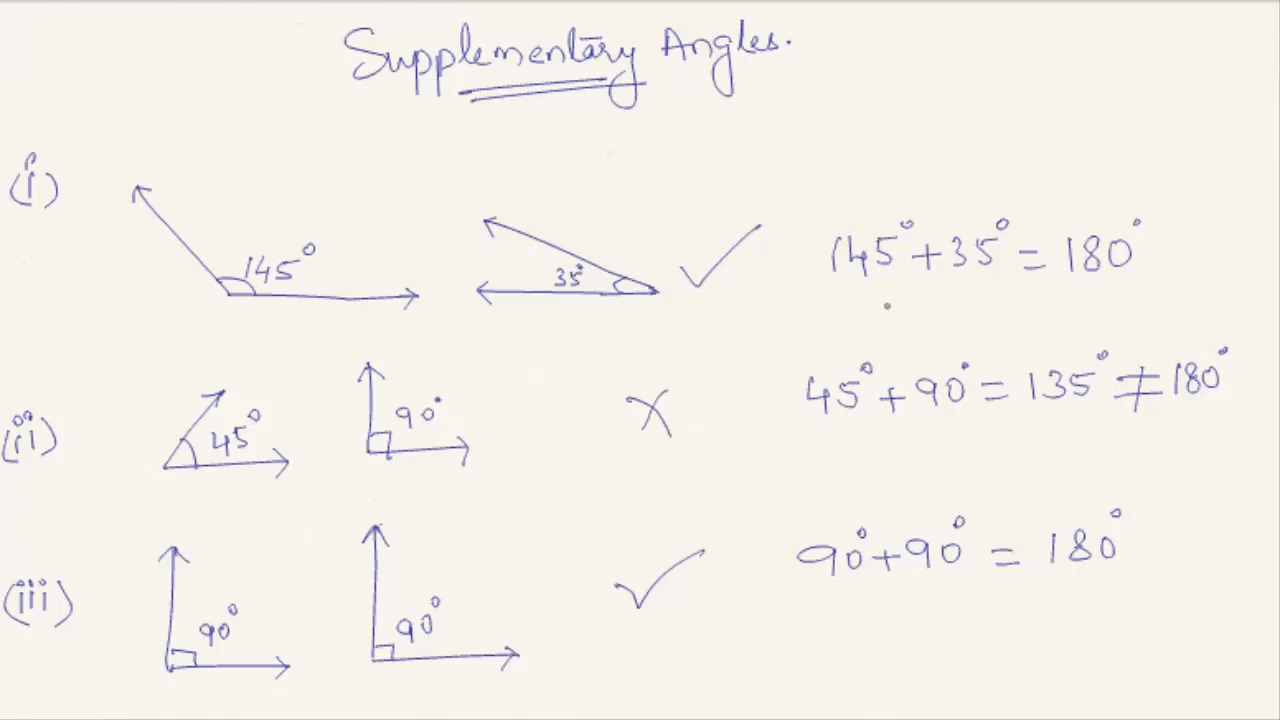 Supplementary Angles.
(i) 145° 35° ✓ 145° + 35° = 180°
(ii) 45° 90° X 45° + 90° = 135° ≠ 180°
(iii) 90° 90° ✓ 90° + 90° = 180°